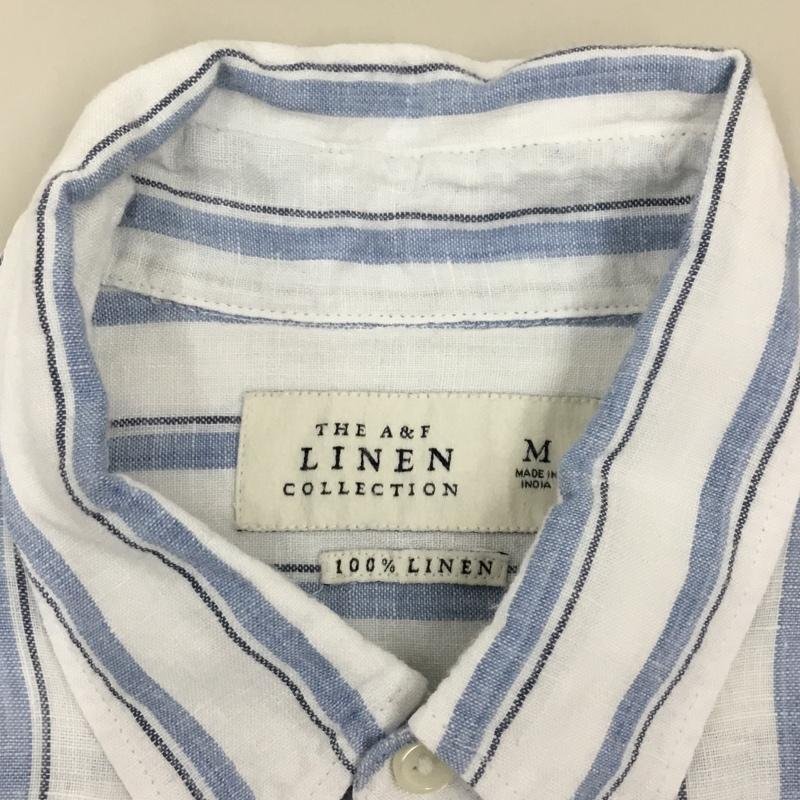 THE A&F
LINEN
COLLECTION
M
MADE IN
INDIA
100% LINEN